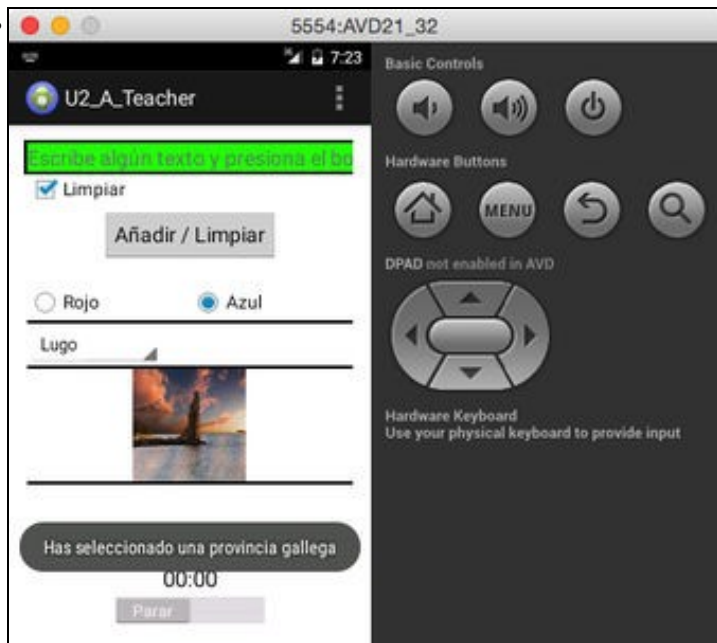 5554:AVD21_32
7:23
U2_A_Teacher
Escribe algún texto y presiona el bo
Limpiar
Añadir / Limpiar
Rojo
Azul
Lugo
Has seleccionado una provincia gallega
00:00
Parar
Basic Controls
Hardware Buttons
MENU
DPAD not enabled in AVD
Hardware Keyboard
Use your physical keyboard to provide input